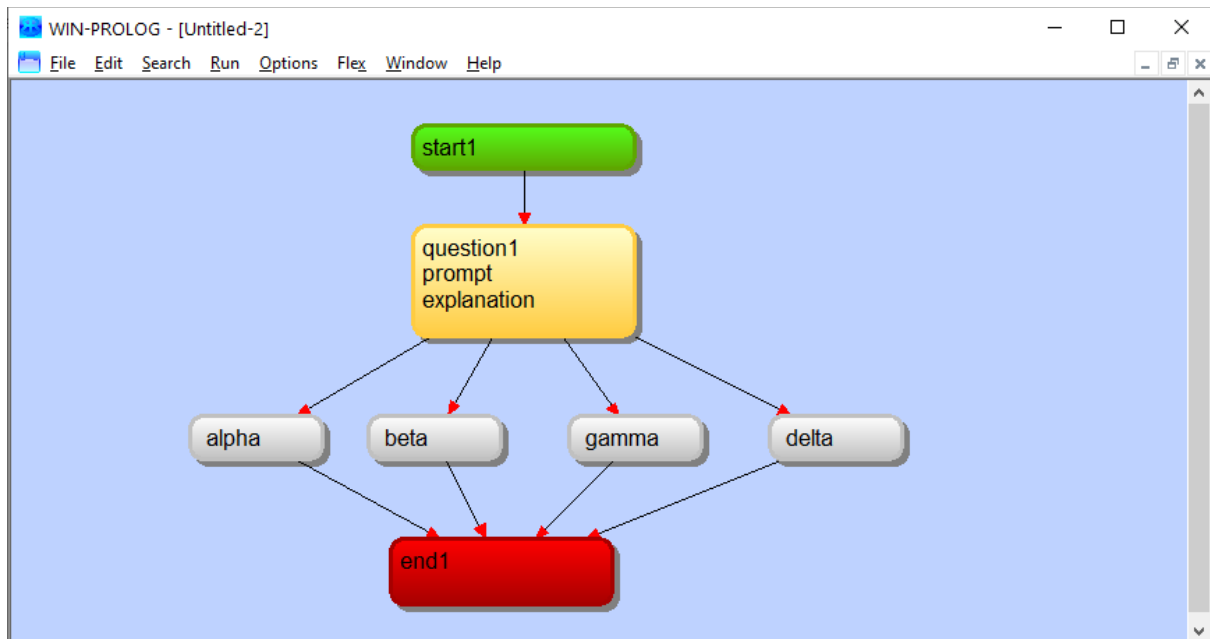 WIN-PROLOG - [Untitled-2]
File Edit Search Run Options Flex Window Help
start1
question1
prompt
explanation
alpha beta gamma delta
end1